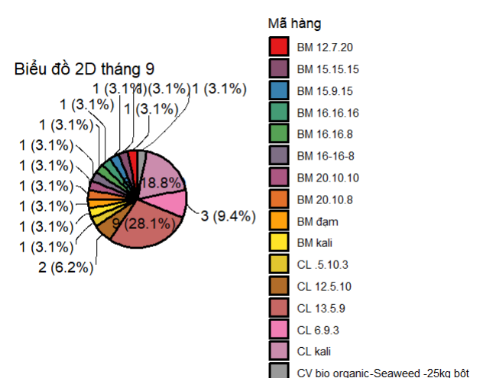 Mã hàng
BM 12.7.20
BM 15.15.15
BM 15.9.15
BM 16.16.16
BM 16.16.8
BM 16-16-8
BM 20.10.10
BM 20.10.8
BM đạm
BM kali
CL .5.10.3
CL 12.5.10
CL 13.5.9
CL 6.9.3
CL kali
CV bio organic-Seaweed -25kg bôt
Biểu đồ 2D tháng 9
1 (3.1%)
1 (3.1%)
1 (3.1%)
1 (3.1%)
1 (3.1%)
1 (3.1%)
1 (3.1%)
1 (3.1%)
1 (3.1%)
1 (3.1%)
1 (3.1%)
2 (6.2%)
9 (28.1%)
3 (9.4%)
18.8%)